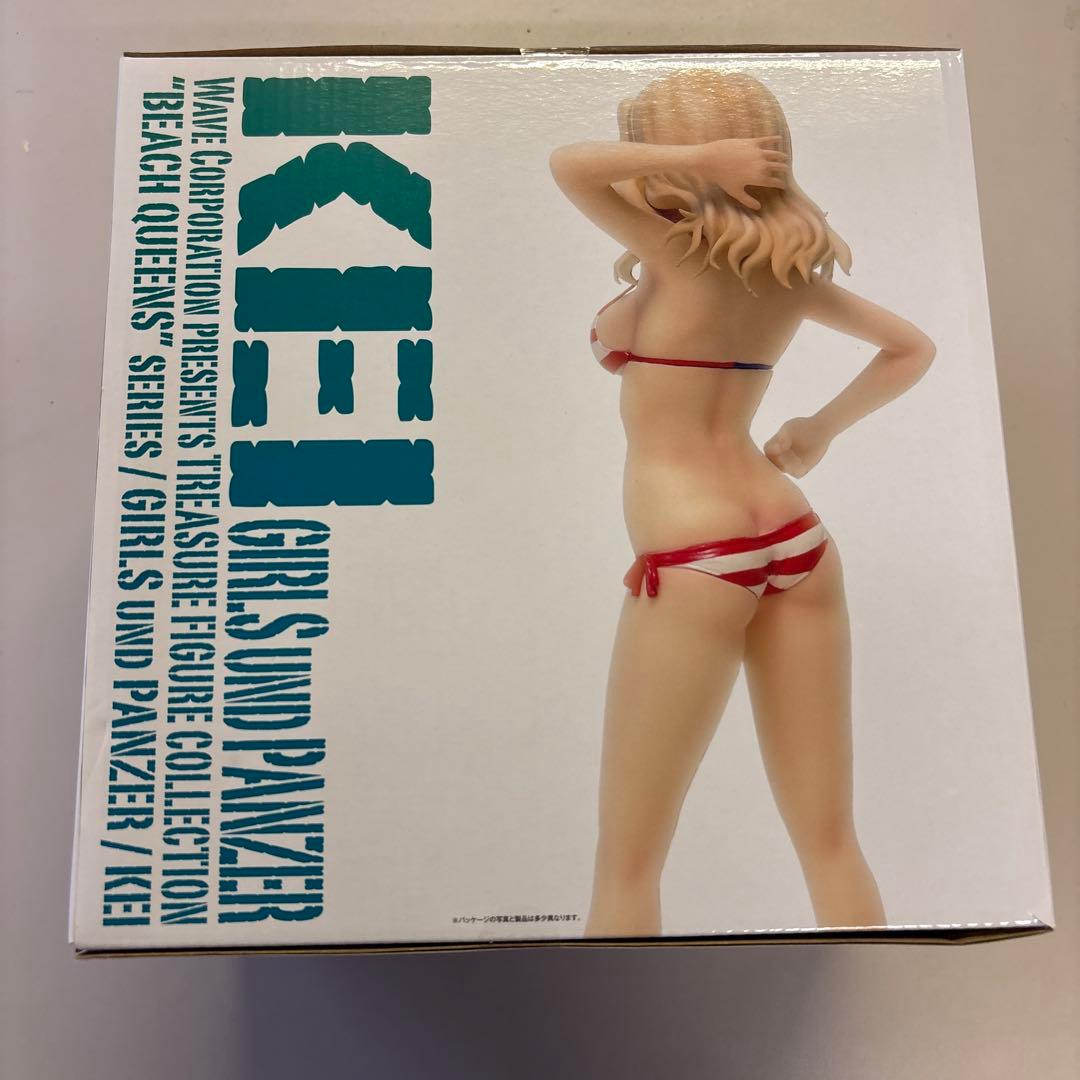 KEI
GIRLS UND PANZER
WAVE CORPORATION PRESENTS TREASURE FIGURE COLLECTION
"BEACH QUEENS" SERIES / GIRLS UND PANZER / KEI
※パッケージの写真と製品は多少異なります。